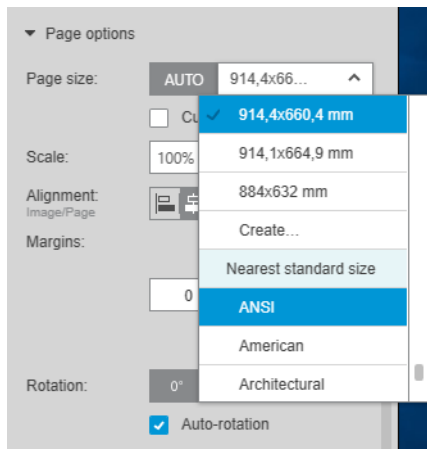 Page options
Page size: AUTO 914,4x66...
Cu
914,4x660,4 mm
914,1x664,9 mm
Scale: 100%
884x632 mm
Alignment:
Image/Page
Create...
Margins:
Nearest standard size
0
ANSI
American
Rotation: 0°
Architectural
Auto-rotation